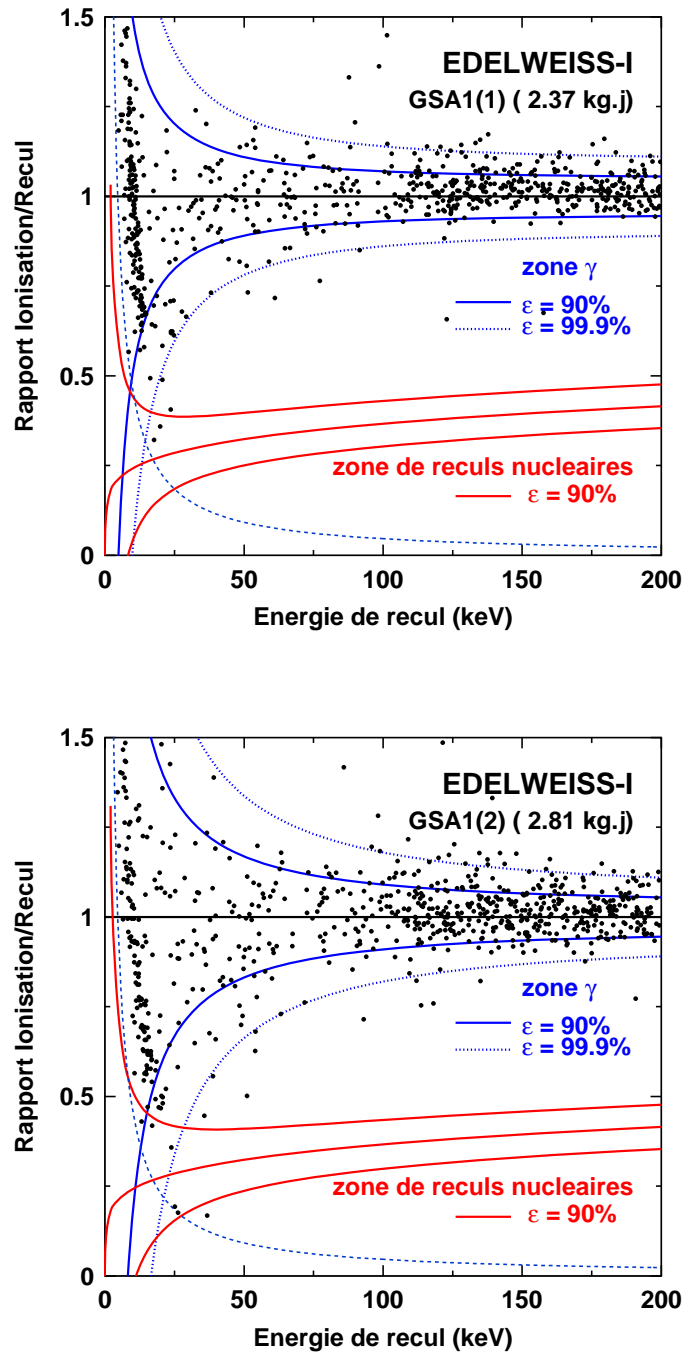 1.5
EDELWEISS-I
GSA1(1) ( 2.37 kg.j)
1
zone γ
ε = 90%
ε = 99.9%
0.5
zone de reculs nucleaires
ε = 90%
0
0 50 100 150 200
Rapport Ionisation/Recul
Energie de recul (keV)
1.5
EDELWEISS-I
GSA1(2) ( 2.81 kg.j)
1
zone γ
ε = 90%
ε = 99.9%
0.5
zone de reculs nucleaires
ε = 90%
0
0 50 100 150 200
Rapport Ionisation/Recul
Energie de recul (keV)